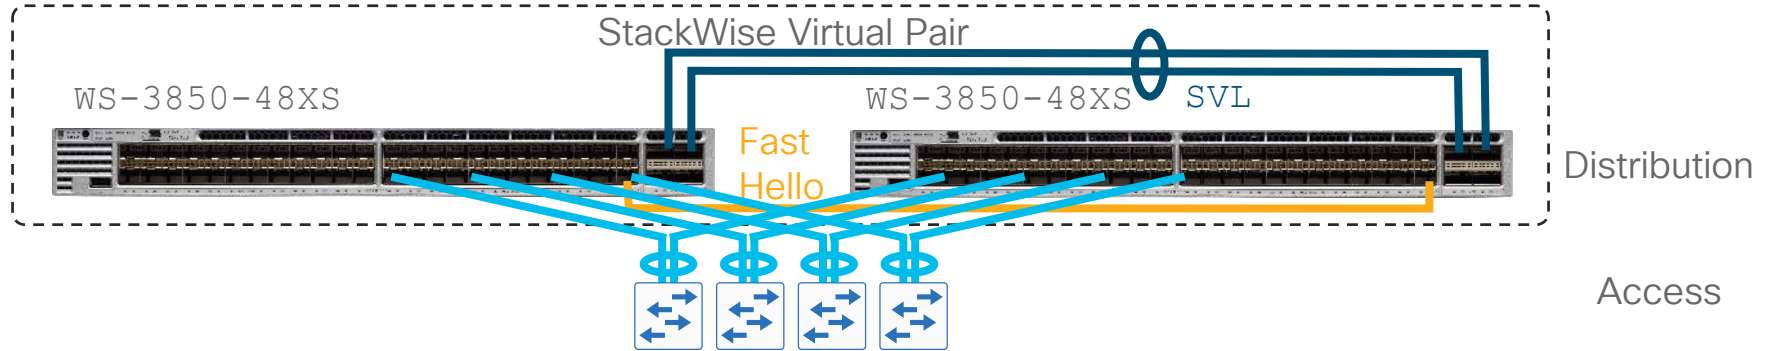 StackWise Virtual Pair
WS-3850-48XS
WS-3850-48XS
SVL
Fast
Hello
Distribution
Access